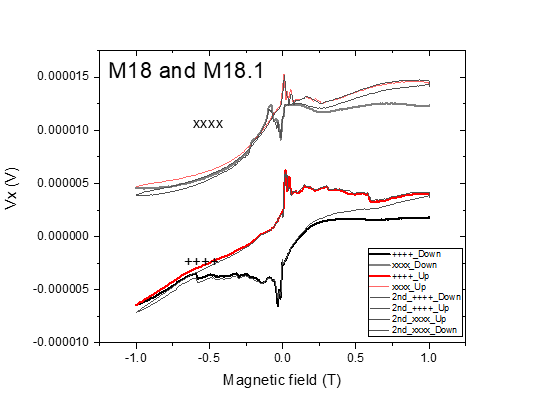 M18 and M18.1
0.000015
xxxx
0.000010
0.000005
Vx (V)
0.000000
++++
-0.000005
-0.000010
++++_Down
xxxx_Down
++++_Up
xxxx_Up
2nd_++++_Down
2nd_++++_Up
2nd_xxxx_Up
2nd_xxxx_Down
-1.0 -0.5 0.0 0.5 1.0
Magnetic field (T)